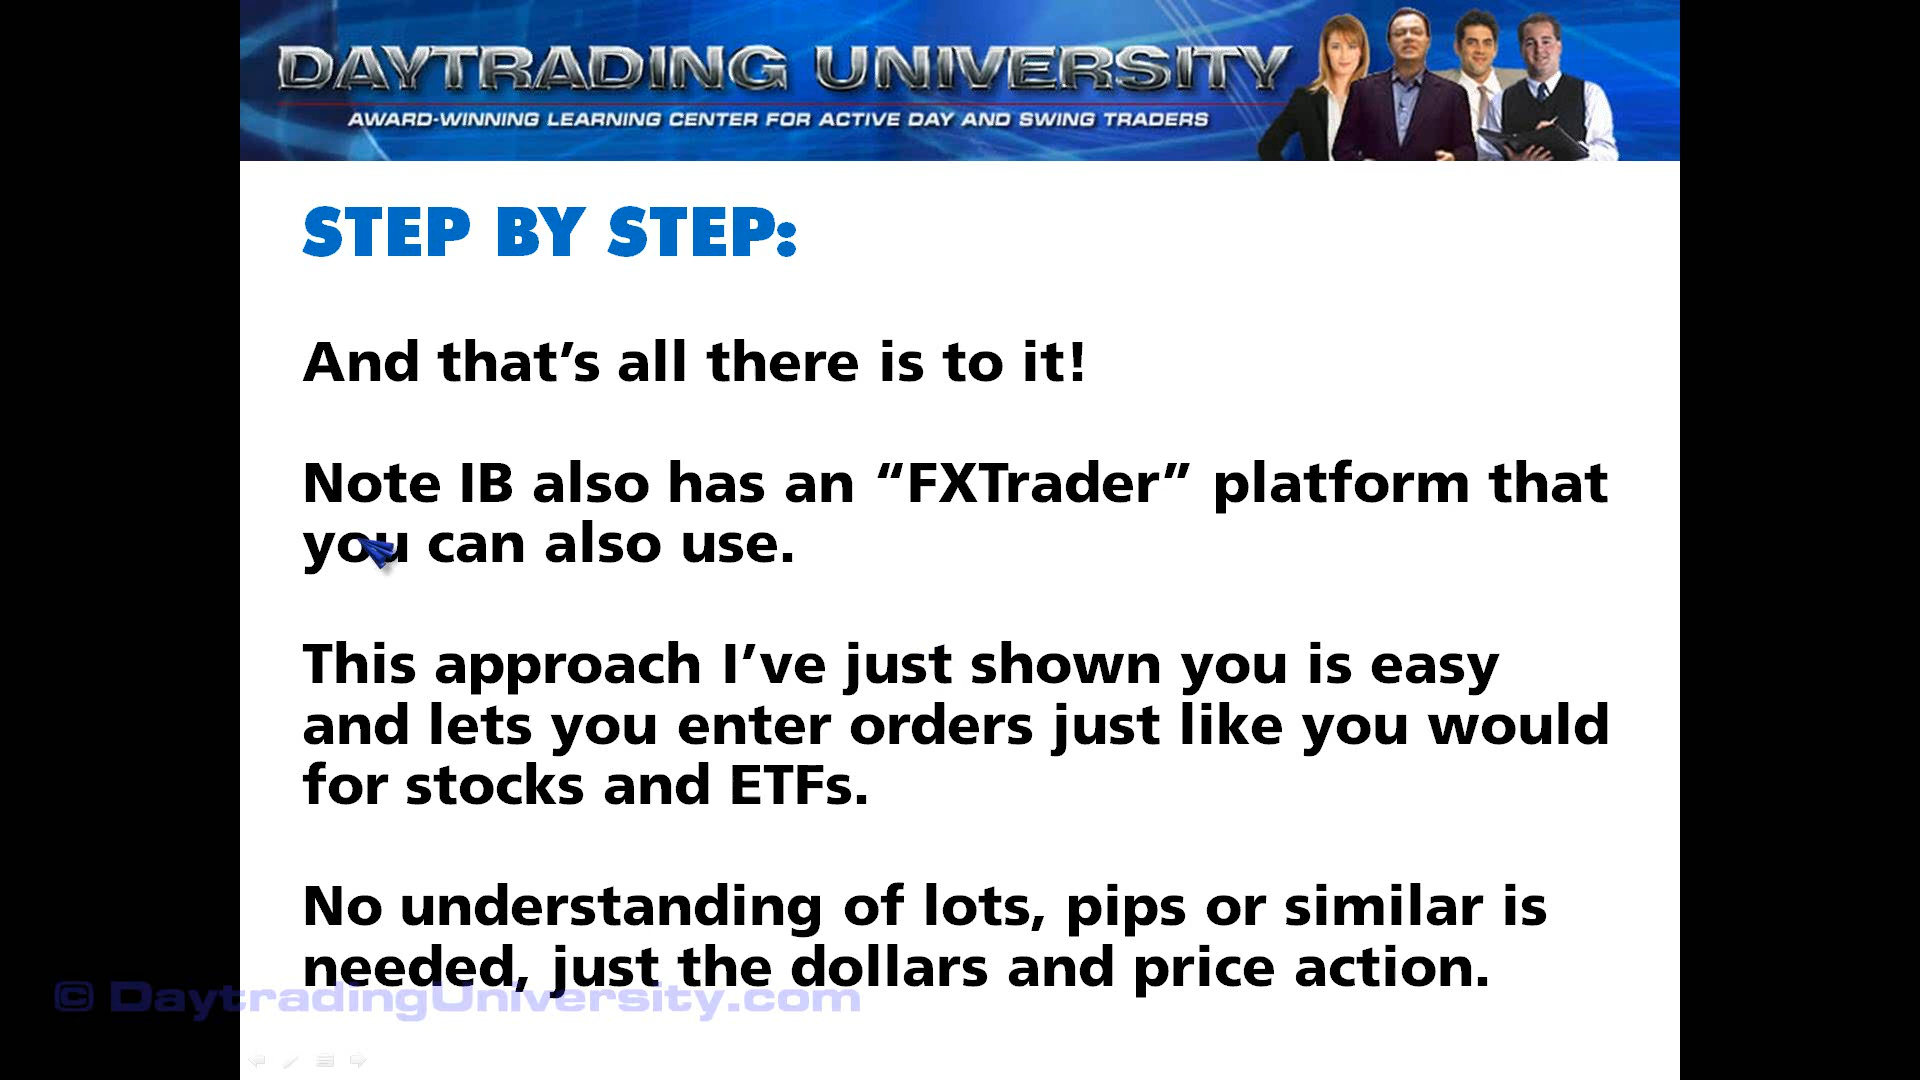 DAYTRADING UNIVERSITY
AWARD-WINNING LEARNING CENTER FOR ACTIVE DAY AND SWING TRADERS
STEP BY STEP:
And that’s all there is to it!
Note IB also has an “FXTrader” platform that
you can also use.
This approach I’ve just shown you is easy
and lets you enter orders just like you would
for stocks and ETFs.
No understanding of lots, pips or similar is
needed, just the dollars and price action.
© DaytradingUniversity.com